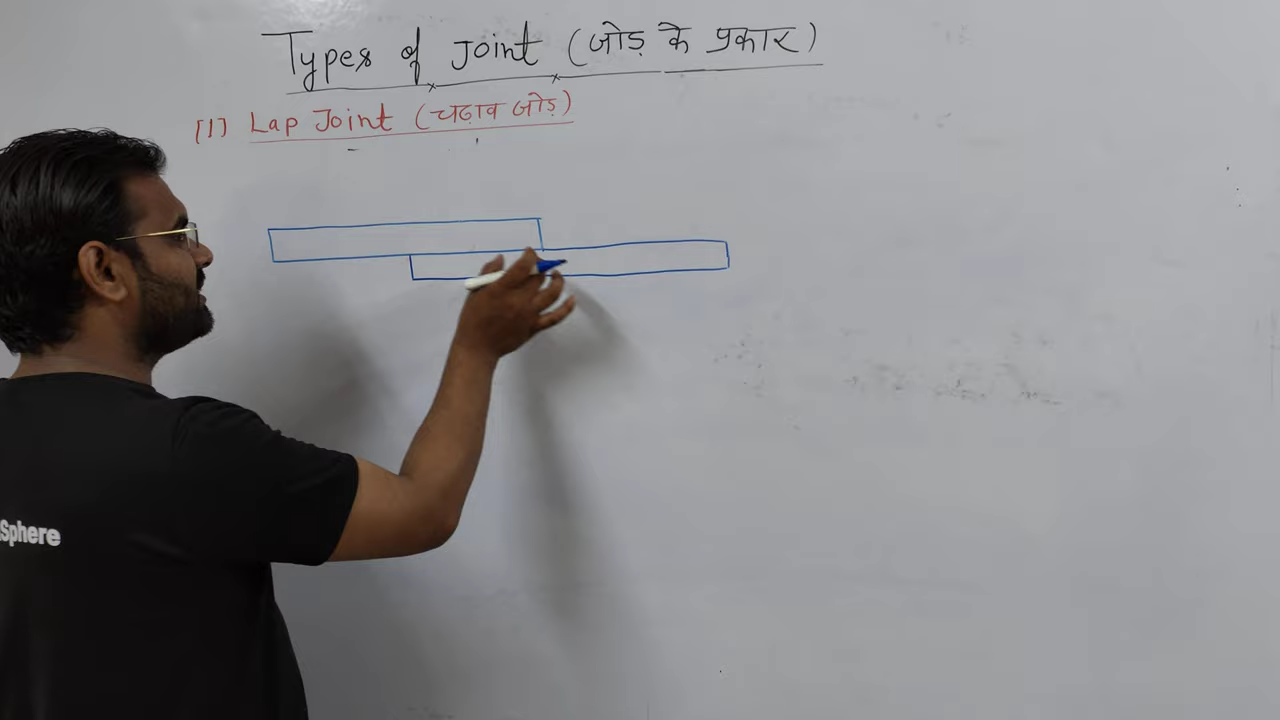 Types of Joint (जोड़ के प्रकार)
[1] Lap Joint (चढ़ाव जोड़)
Sphere